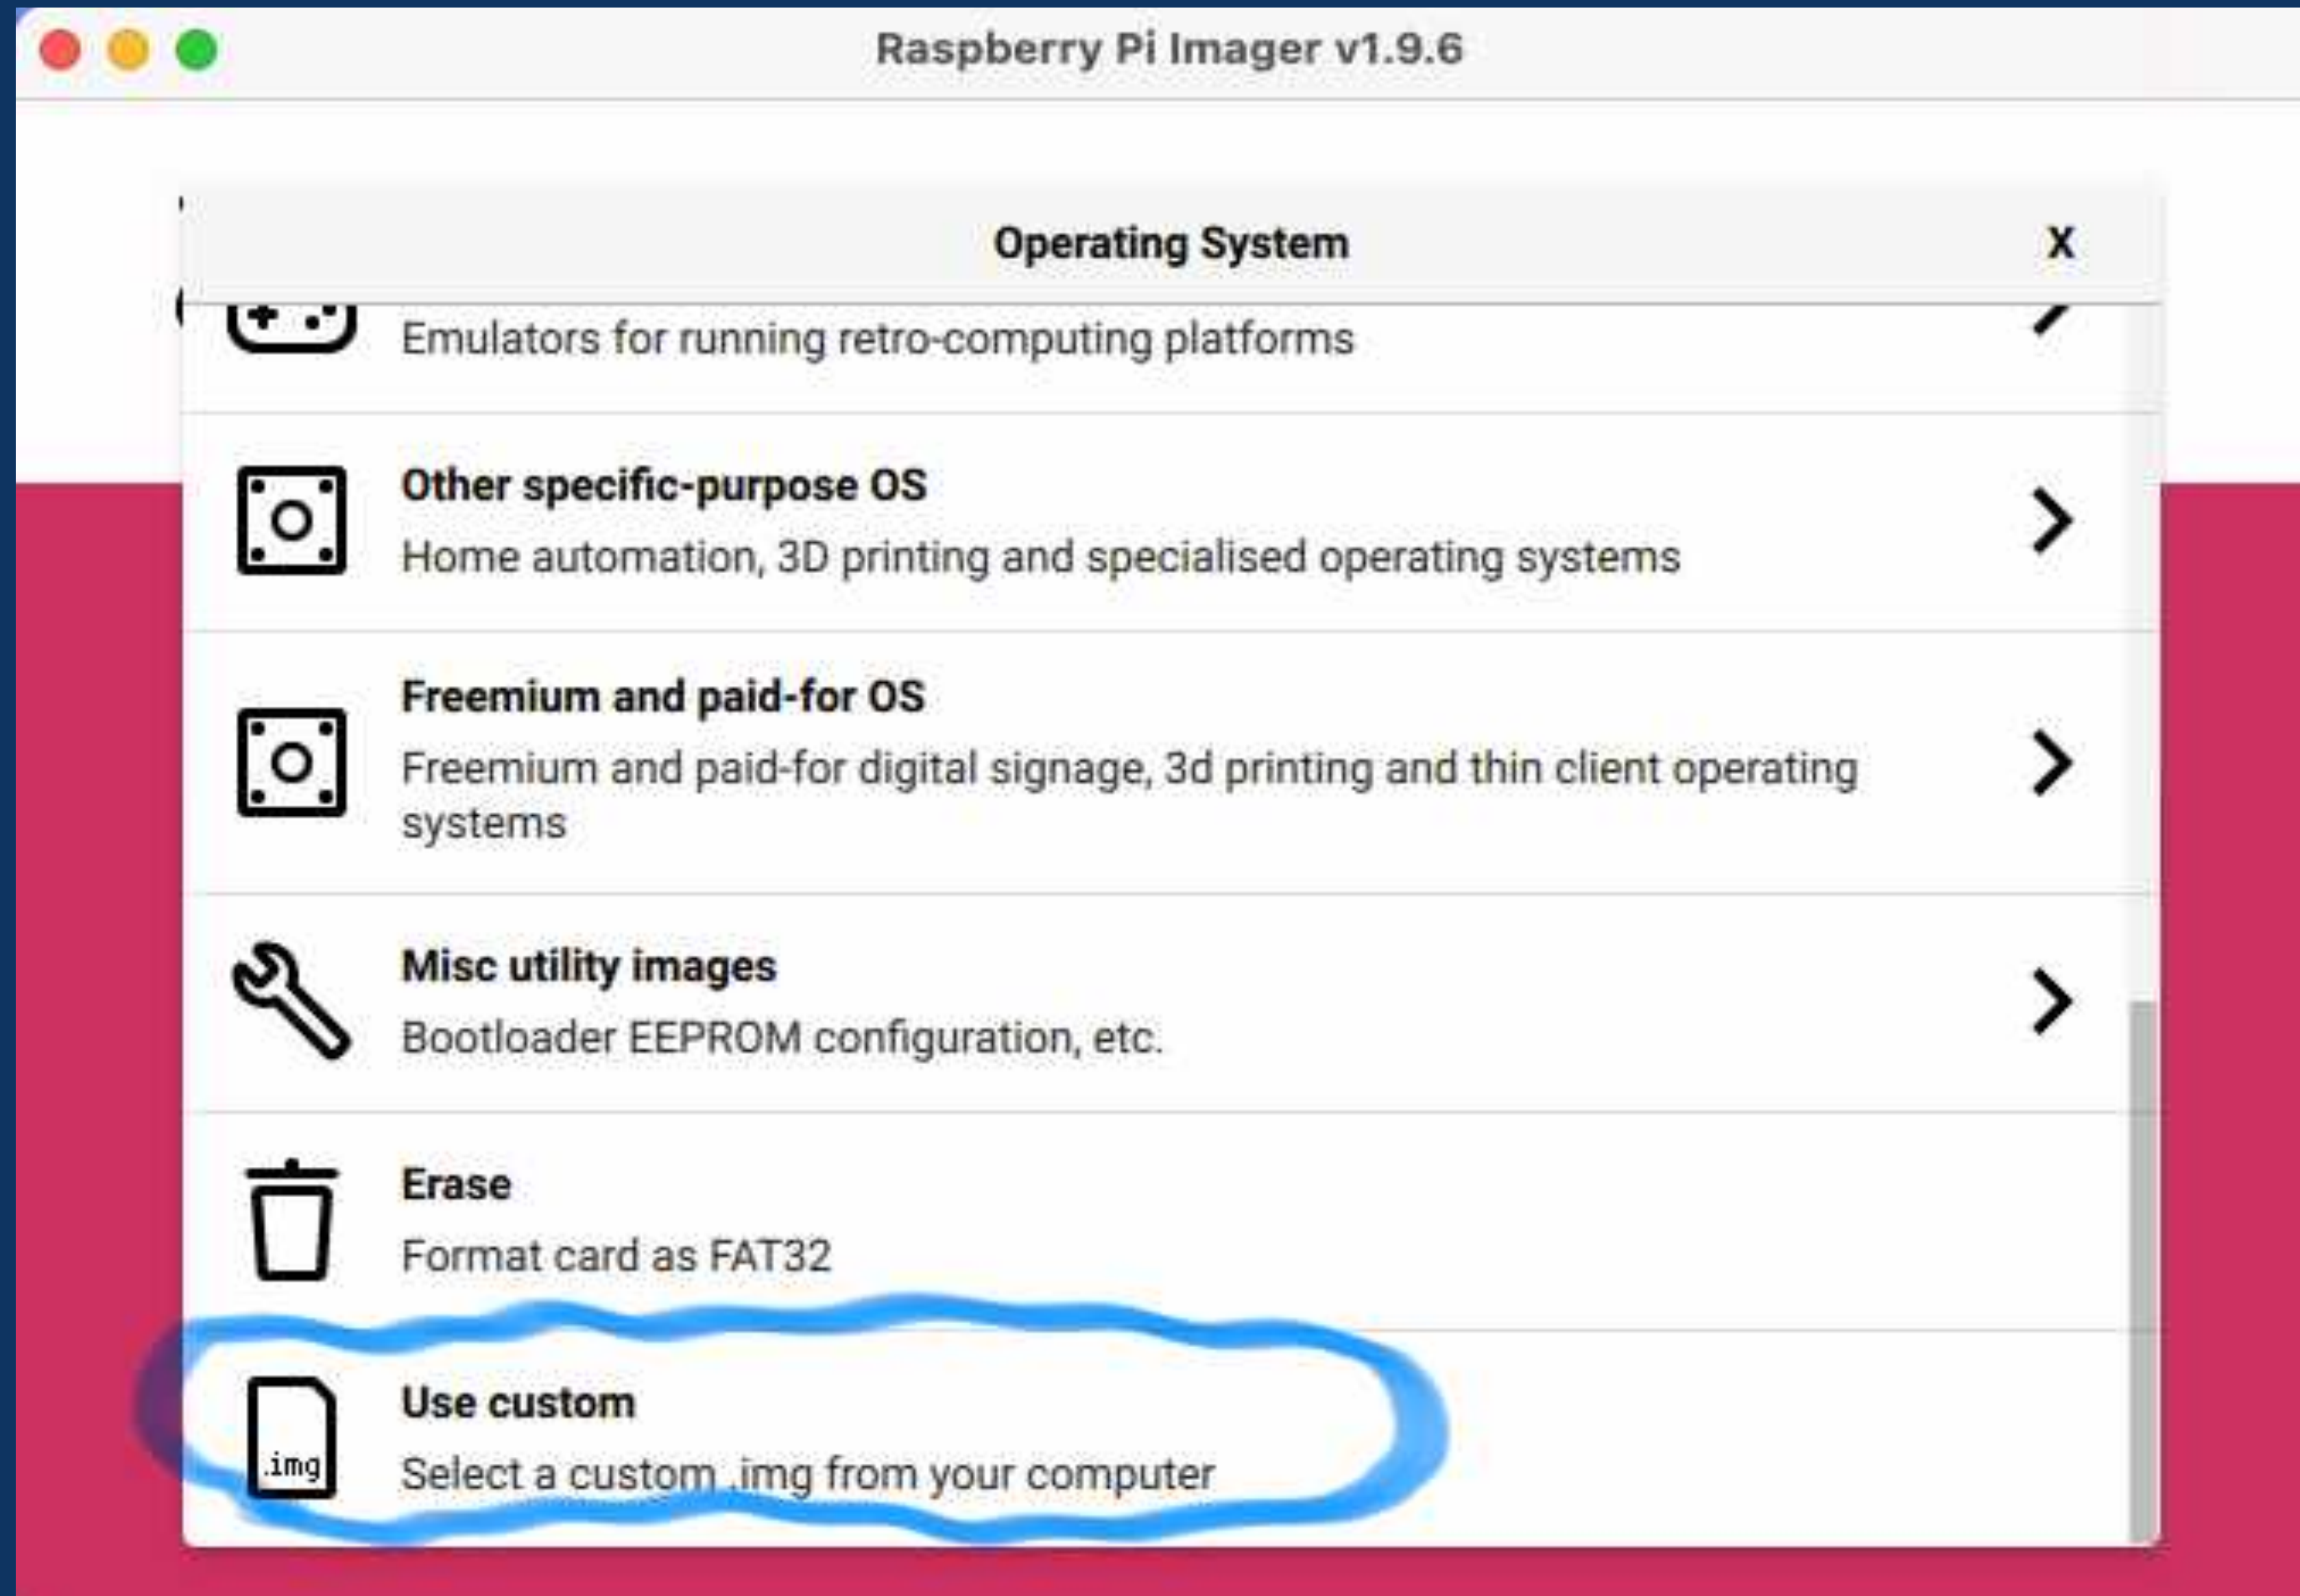 Raspberry Pi Imager v1.9.6
Operating System
X
Emulators for running retro-computing platforms
Other specific-purpose OS
Home automation, 3D printing and specialised operating systems
Freemium and paid-for OS
Freemium and paid-for digital signage, 3d printing and thin client operating
systems
Misc utility images
Bootloader EEPROM configuration, etc.
Erase
Format card as FAT32
Use custom
.img
Select a custom .img from your computer